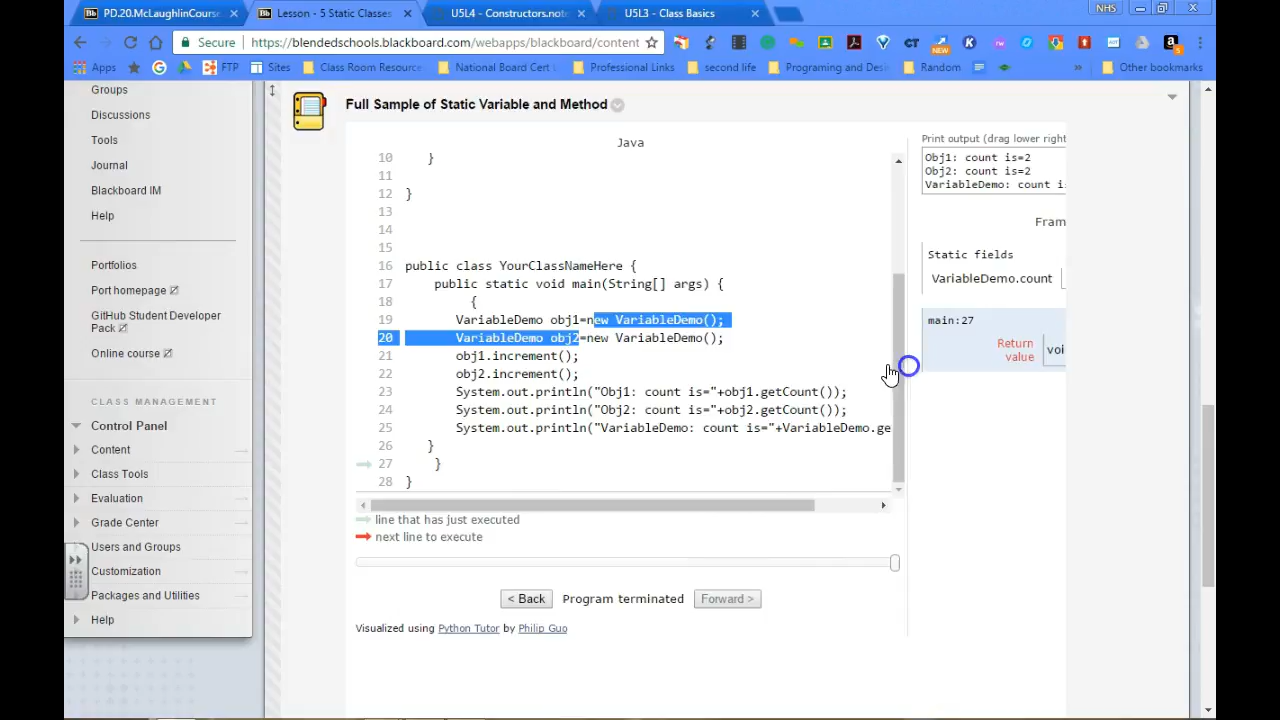 PD.20.McLaughlinCourse
Lesson - 5 Static Classes
U5L4 - Constructors.note
U5L3 - Class Basics
NHS
Secure
https://blendedschools.blackboard.com/webapps/blackboard/content
Apps
FTP
Sites
Class Room Resource
National Board Cert
Professional Links
second life
Programing and Des
Random
»
Other bookmarks
Groups
Discussions
Tools
Journal
Blackboard IM
Help
Portfolios
Port homepage
GitHub Student Developer
Pack
Online course
CLASS MANAGEMENT
Control Panel
Content
Class Tools
Evaluation
Grade Center
Users and Groups
Customization
Packages and Utilities
Help
Full Sample of Static Variable and Method
Java
10 }
11
12 }
13
14
15
16 public class YourClassNameHere {
17 public static void main(String[] args) {
18 {
19 VariableDemo obj1=new VariableDemo();
20 VariableDemo obj2=new VariableDemo();
21 obj1.increment();
22 obj2.increment();
23 System.out.println("Obj1: count is="+obj1.getCount());
24 System.out.println("Obj2: count is="+obj2.getCount());
25 System.out.println("VariableDemo: count is="+VariableDemo.ge
26 }
27 }
28 }
line that has just executed
next line to execute
< Back Program terminated Forward >
Visualized using Python Tutor by Philip Guo
Print output (drag lower right
Obj1: count is=2
Obj2: count is=2
VariableDemo: count i
Fram
Static fields
VariableDemo.count
main:27
Return
value
voi